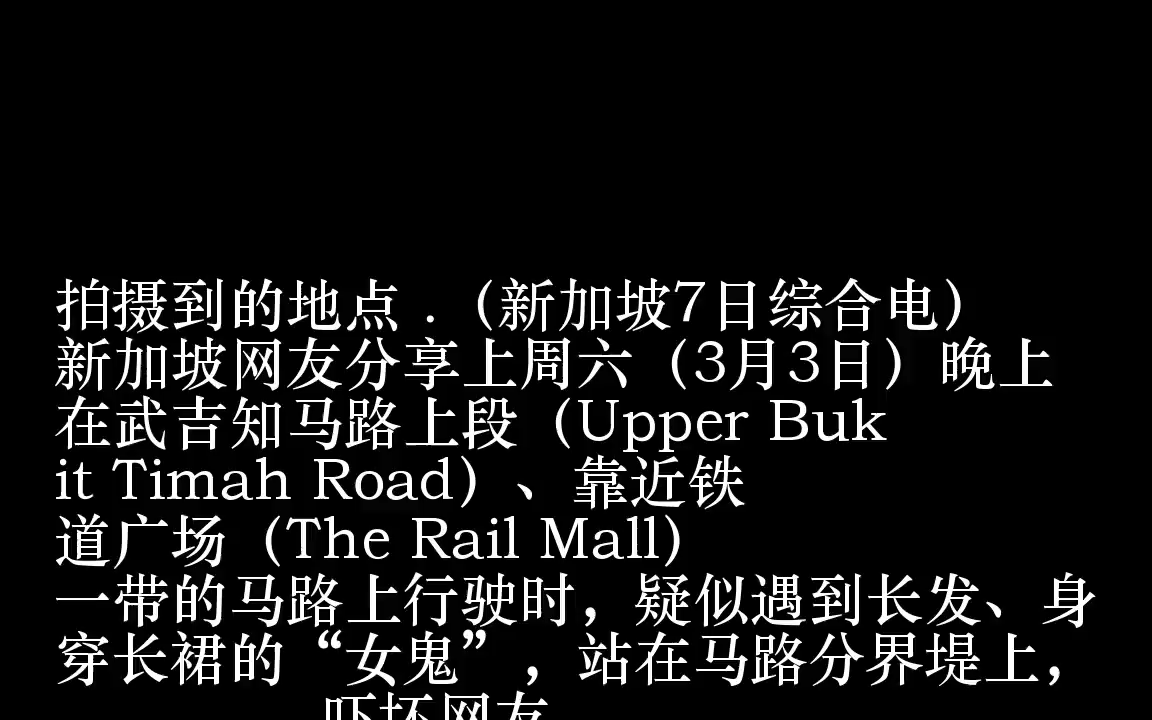 拍摄到的地点 .（新加坡7日综合电）
新加坡网友分享上周六（3月3日）晚上
在武吉知马路上段（Upper Buk
it Timah Road）、靠近铁
道广场（The Rail Mall）
一带的马路上行驶时，疑似遇到长发、身
穿长裙的“女鬼”，站在马路分界堤上，
吓坏网友